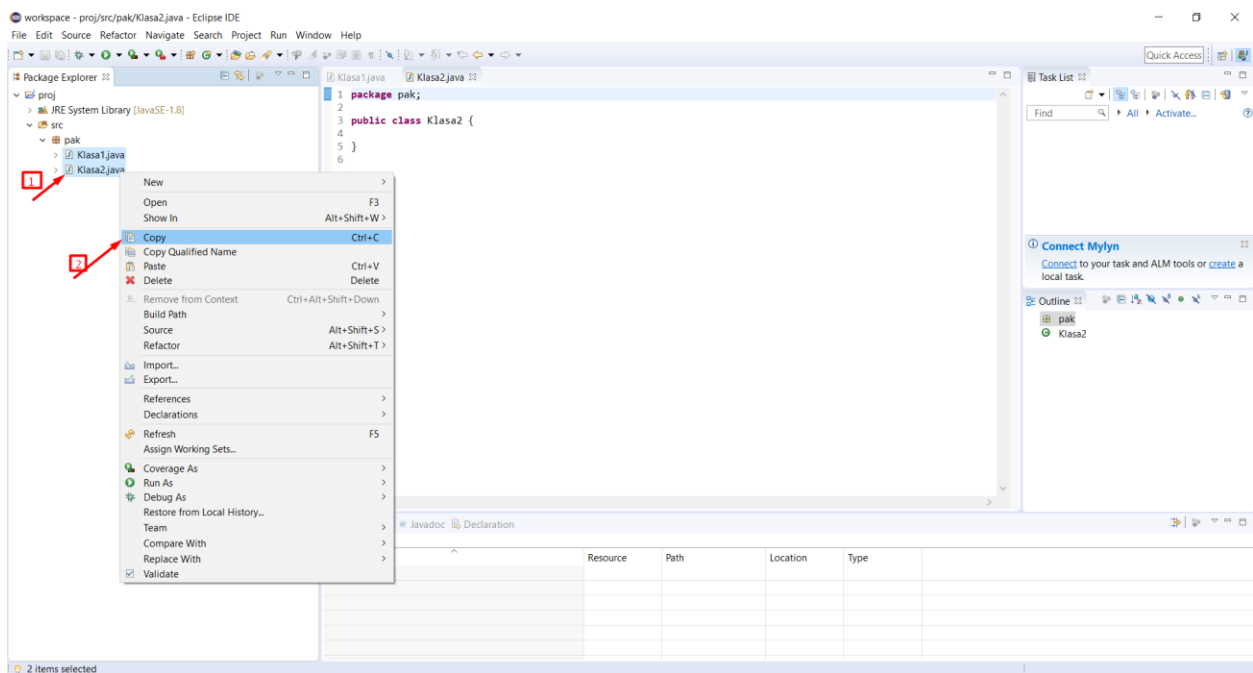 workspace - proj/src/pak/Klasa2.java - Eclipse IDE
File Edit Source Refactor Navigate Search Project Run Window Help
Quick Access
Package Explorer
Klasa1.java
Klasa2.java
Task List
proj
JRE System Library [JavaSE-1.8]
src
pak
Klasa1.java
Klasa2.java
1
2
1 package pak;
2
3 public class Klasa2 {
4
5 }
6
New
Open F3
Show In Alt+Shift+W >
Copy Ctrl+C
Copy Qualified Name
Paste Ctrl+V
Delete Delete
Remove from Context Ctrl+Alt+Shift+Down
Build Path
Source Alt+Shift+S >
Refactor Alt+Shift+T >
Import...
Export...
References
Declarations
Refresh F5
Assign Working Sets...
Coverage As
Run As
Debug As
Restore from Local History...
Team
Compare With
Replace With
Validate
Find All Activate...
Connect Mylyn
Connect to your task and ALM tools or create a
local task.
Outline
pak
Klasa2
Javadoc Declaration
Resource Path Location Type
2 items selected